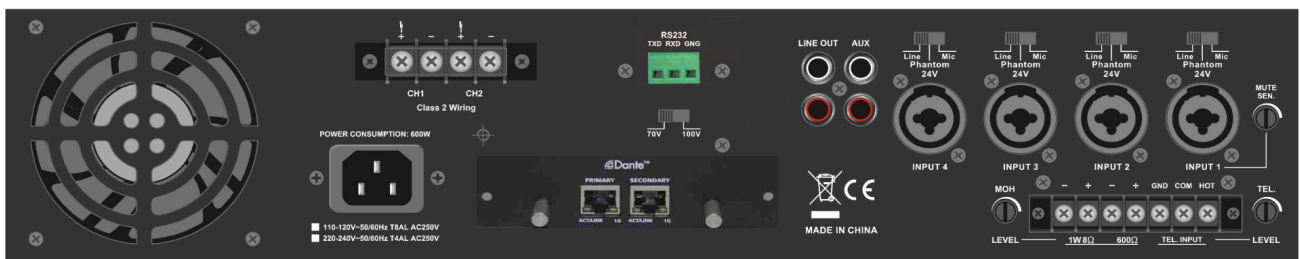 + − + −
CH1 CH2
Class 2 Wiring
POWER CONSUMPTION: 600W
110-120V~50/60Hz T8AL AC250V
220-240V~50/60Hz T4AL AC250V
RS232
TXD RXD GNG
70V 100V
Dante™
PRIMARY SECONDARY
ACT/LINK 1G ACT/LINK 1G
LINE OUT AUX
CE
MADE IN CHINA
Line Mic
Phantom
24V
INPUT 4
Line Mic
Phantom
24V
INPUT 3
Line Mic
Phantom
24V
INPUT 2
Line Mic
Phantom
24V
INPUT 1
MUTE
SEN.
MOH
LEVEL
− + − + GND COM HOT
1W 8Ω 600Ω TEL. INPUT
TEL.
LEVEL